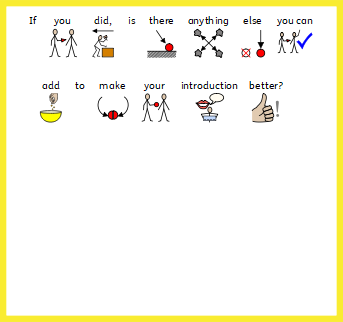 If you did, is there anything else you can
add to make your introduction better?